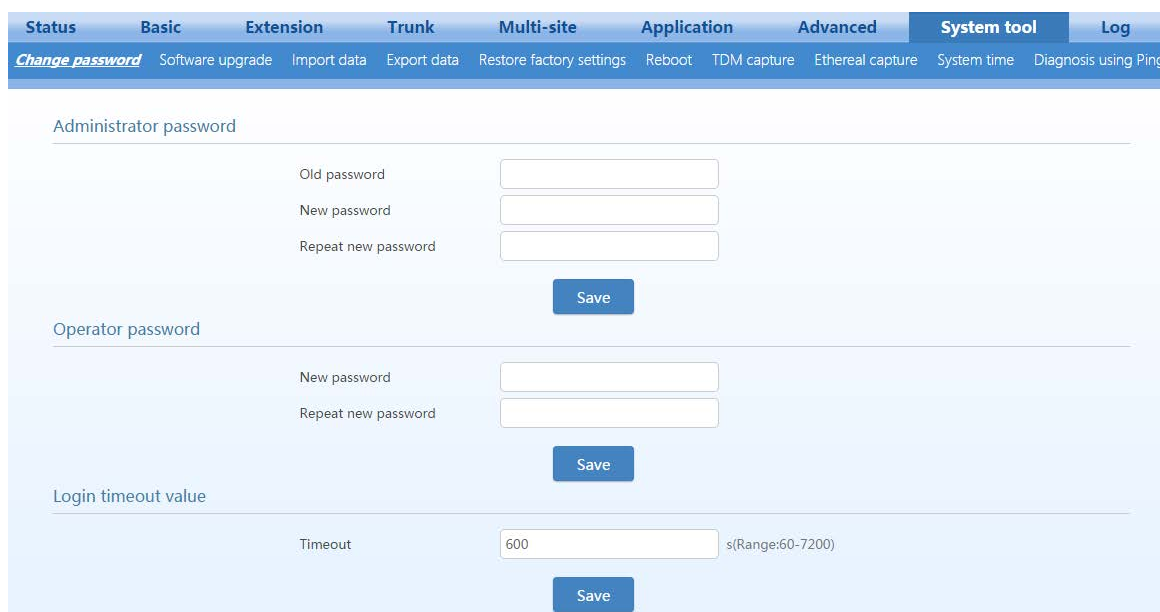 Status Basic Extension Trunk Multi-site Application Advanced System tool Log
Change password Software upgrade Import data Export data Restore factory settings Reboot TDM capture Ethereal capture System time Diagnosis using Ping
Administrator password
Old password
New password
Repeat new password
Save
Operator password
New password
Repeat new password
Save
Login timeout value
Timeout 600 s(Range:60-7200)
Save